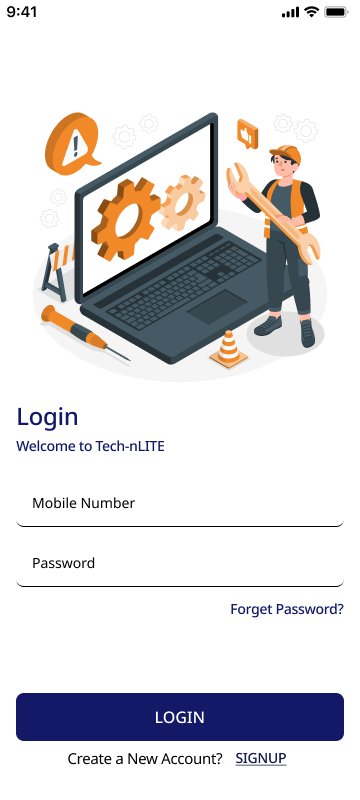 9:41
Login
Welcome to Tech-nLITE
Mobile Number
Password
Forget Password?
LOGIN
Create a New Account? SIGNUP